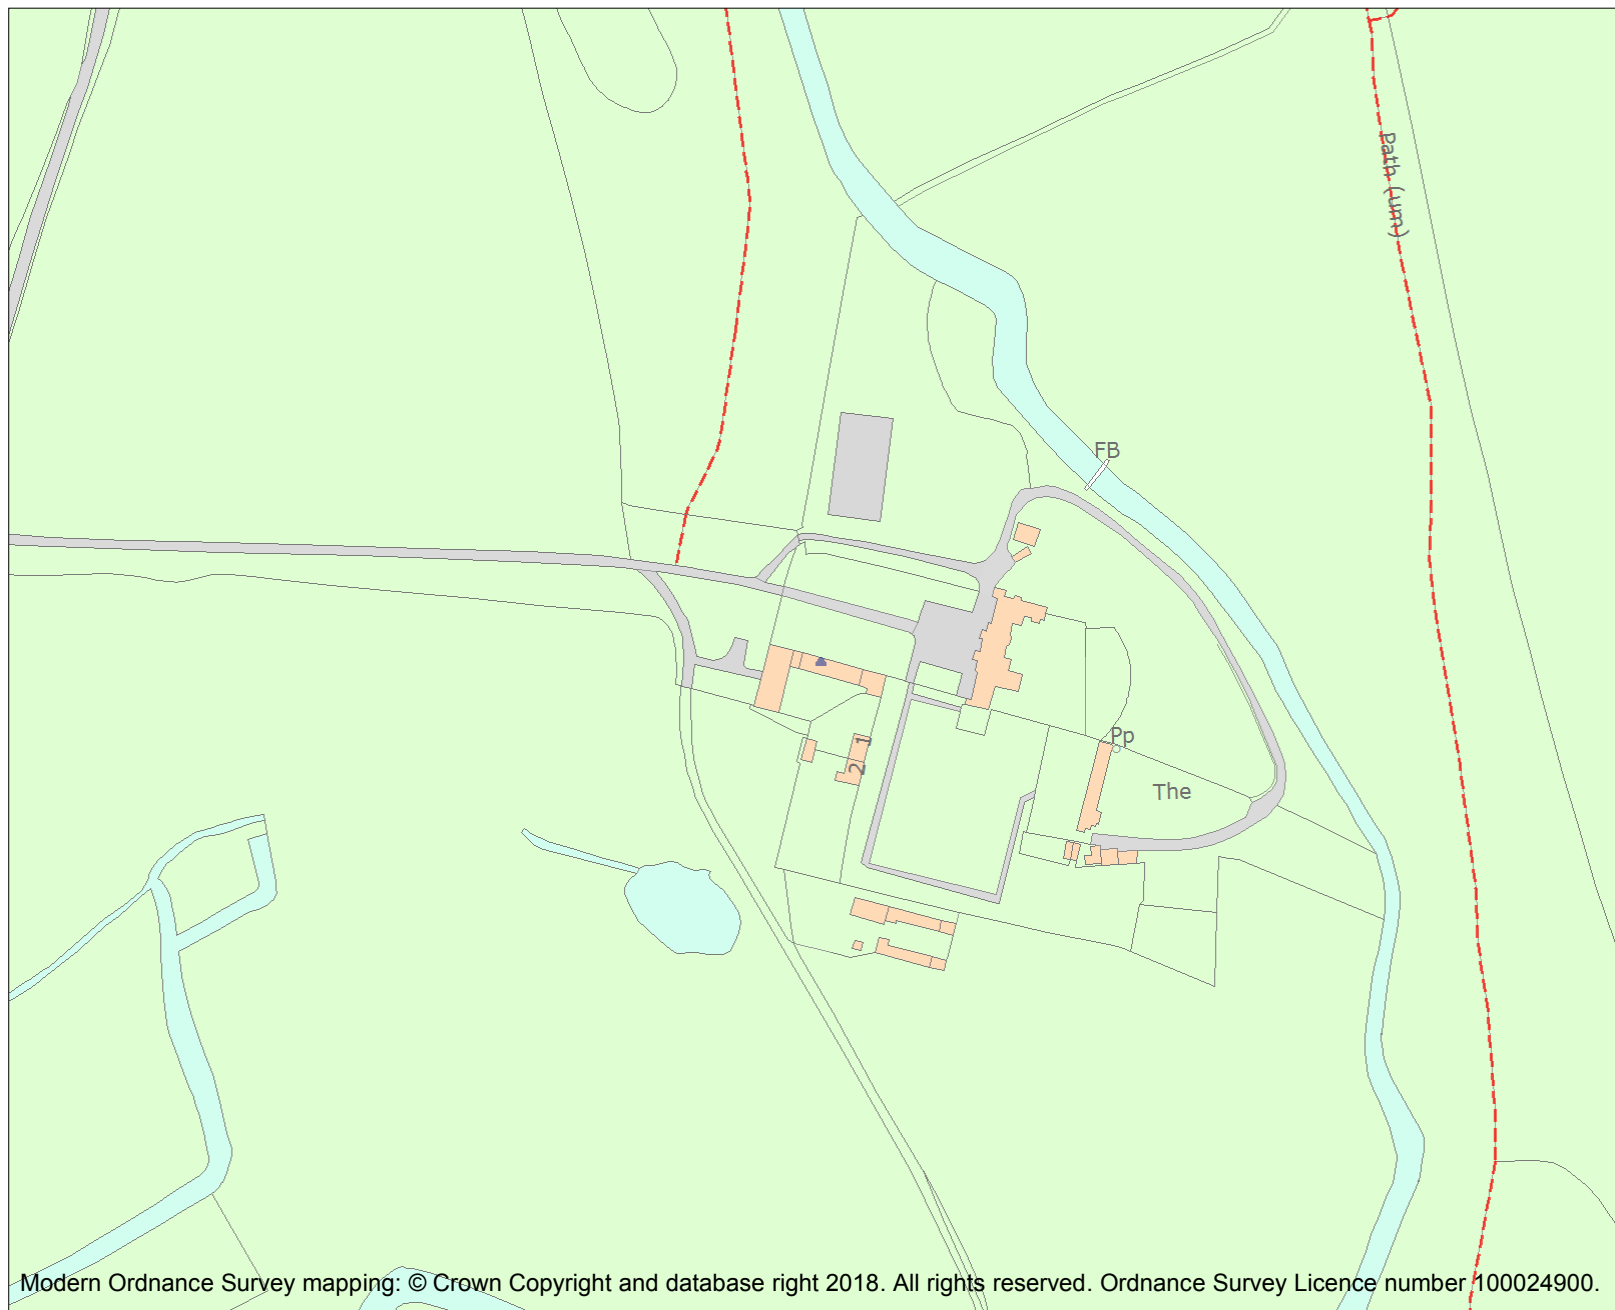 Path (um)
FB
Pp
1
2
The
Modern Ordnance Survey mapping: © Crown Copyright and database right 2018. All rights reserved. Ordnance Survey Licence number 100024900.